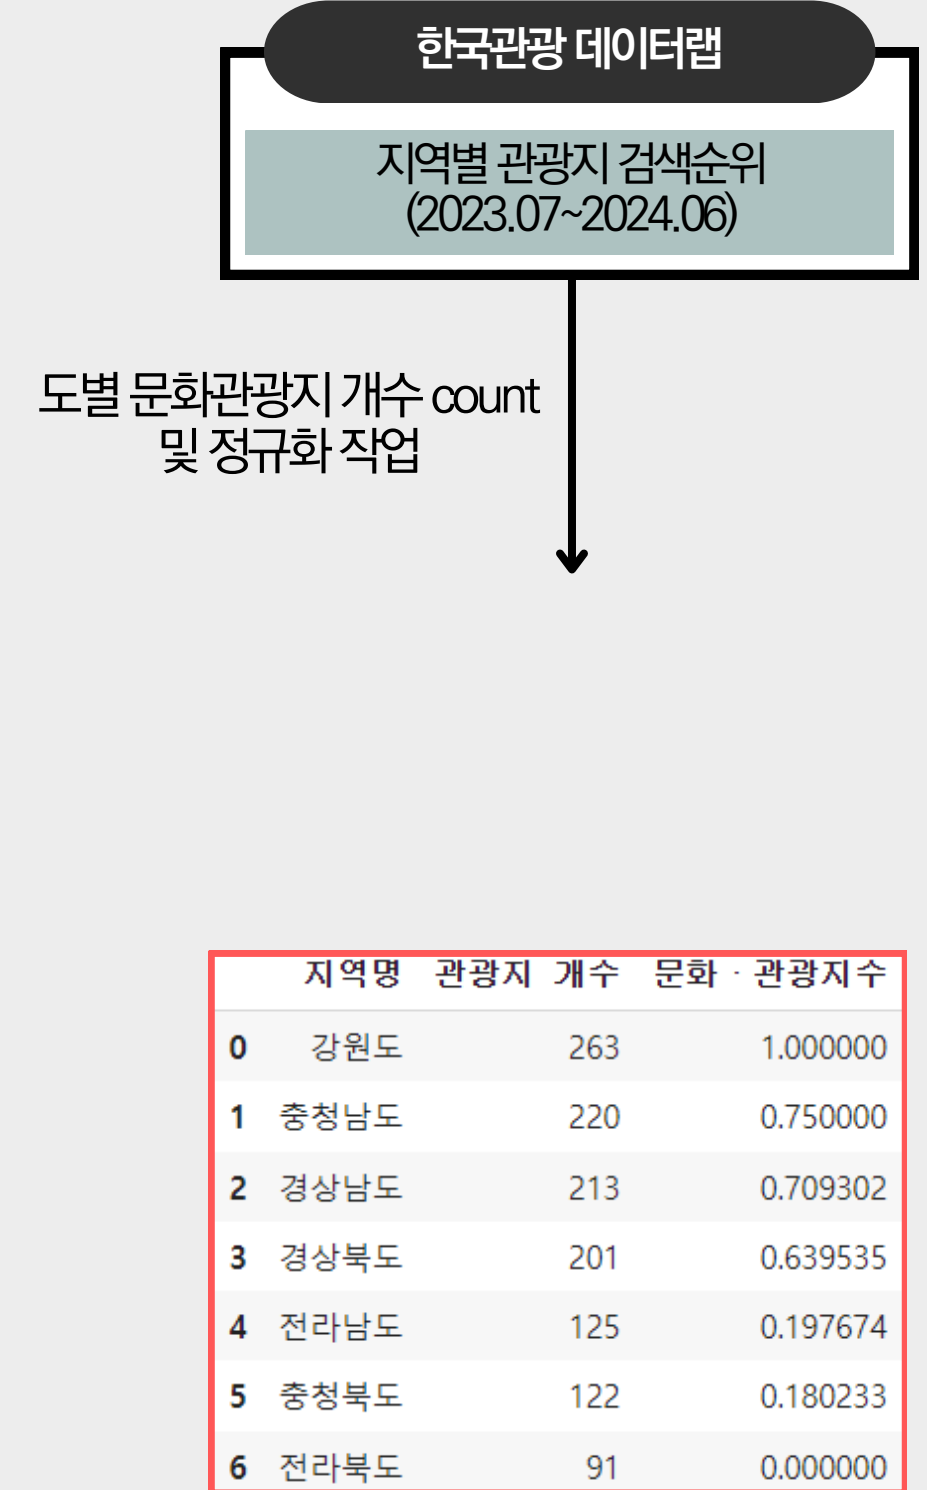 한국관광 데이터랩
지역별 관광지 검색순위
(2023.07~2024.06)
도별 문화관광지 개수 count
및 정규화 작업
지역명 관광지 개수 문화 · 관광지수
0 강원도 263 1.000000
1 충청남도 220 0.750000
2 경상남도 213 0.709302
3 경상북도 201 0.639535
4 전라남도 125 0.197674
5 충청북도 122 0.180233
6 전라북도 91 0.000000